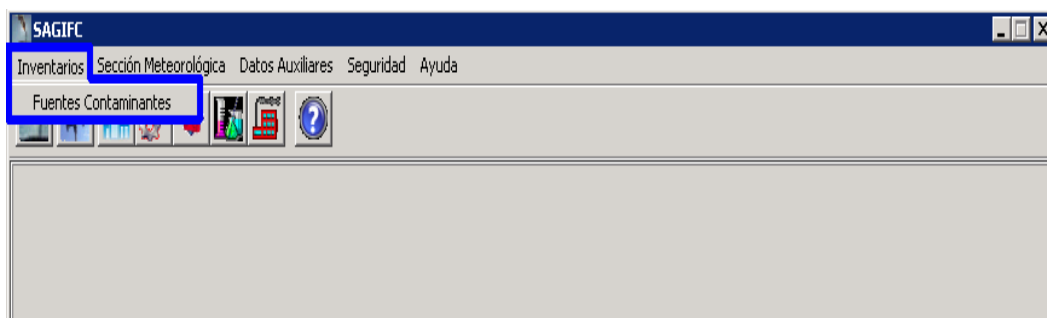 SAGIFC
Inventarios Sección Meteorológica Datos Auxiliares Seguridad Ayuda
Fuentes Contaminantes